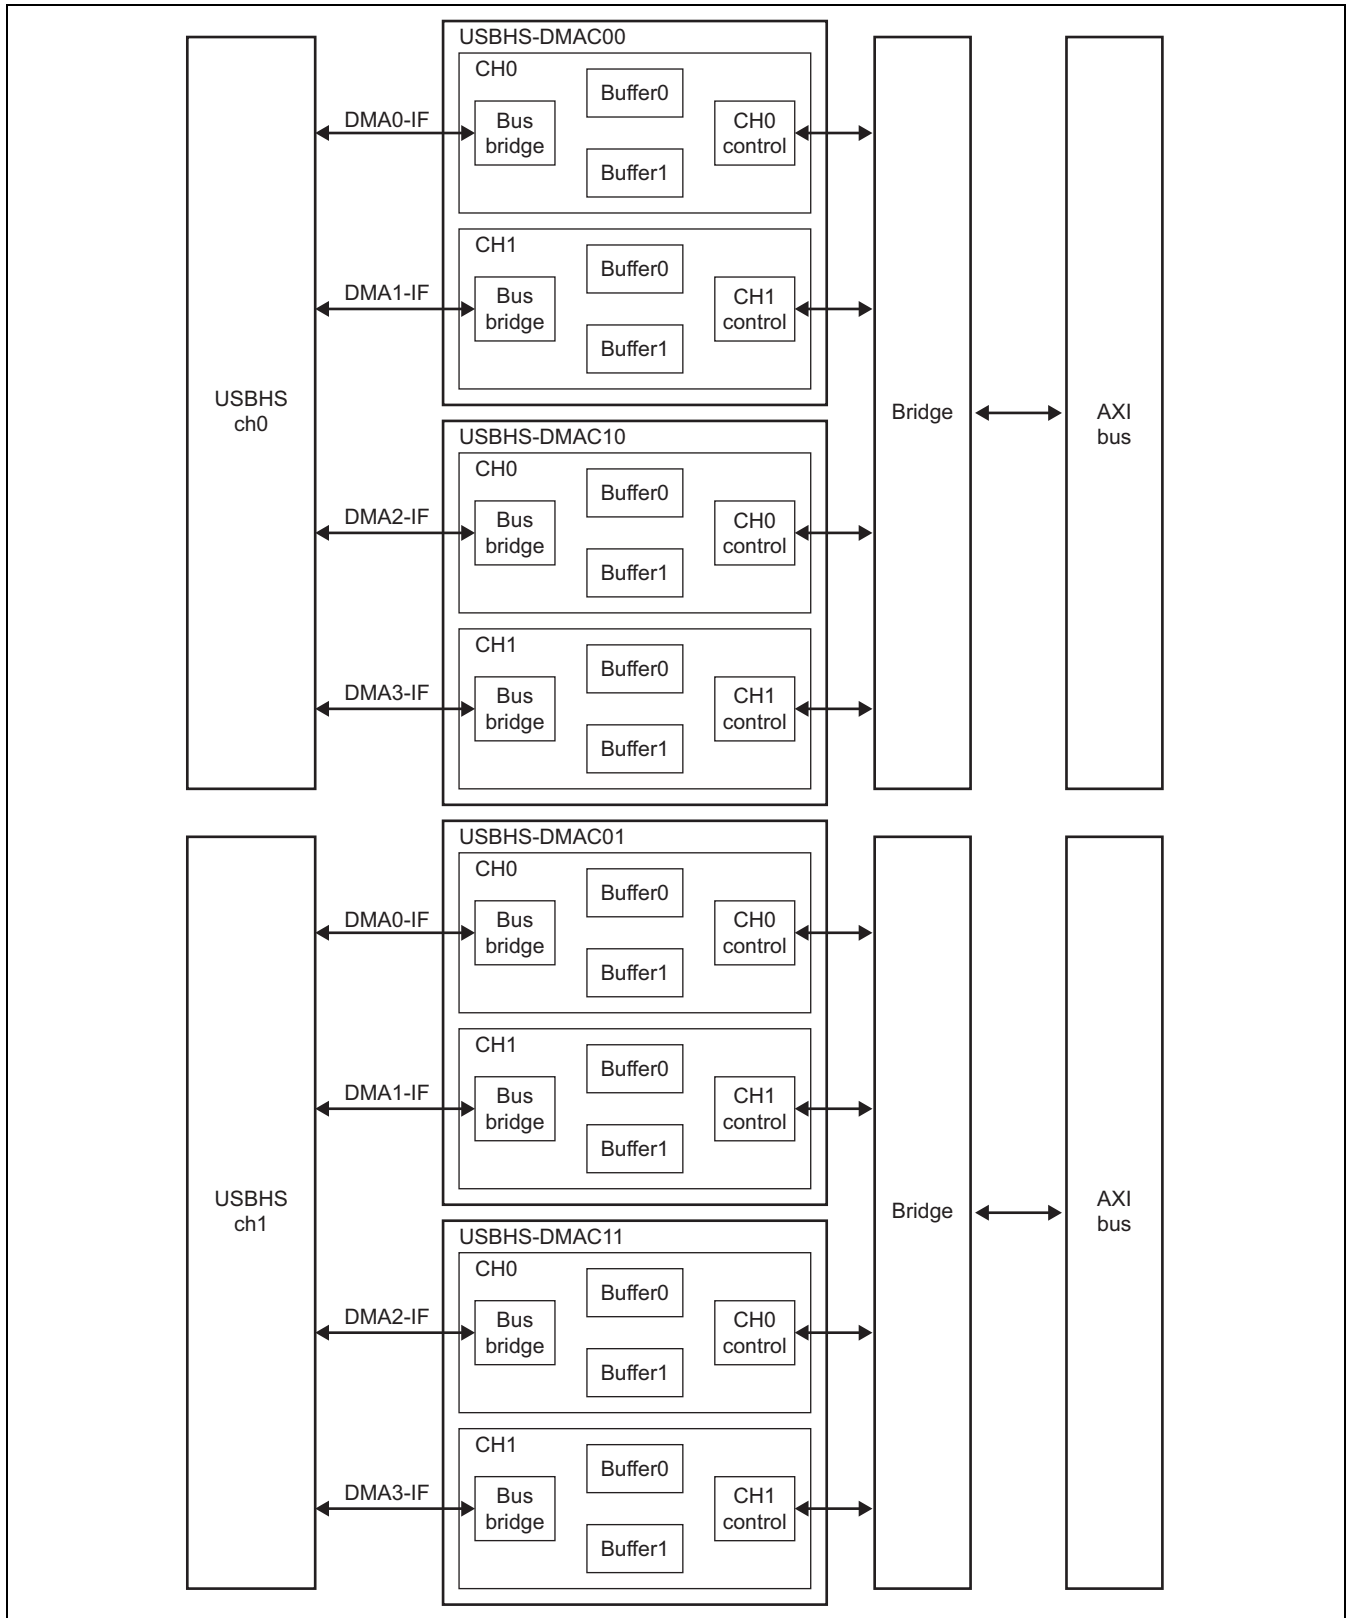 USBHS-DMAC00
CH0
Buffer0
DMA0-IF
Bus
bridge
CH0
control
Buffer1
CH1
Buffer0
DMA1-IF
Bus
bridge
CH1
control
Buffer1
USBHS
ch0
Bridge
AXI
bus
USBHS-DMAC10
CH0
Buffer0
DMA2-IF
Bus
bridge
CH0
control
Buffer1
CH1
Buffer0
DMA3-IF
Bus
bridge
CH1
control
Buffer1
USBHS-DMAC01
CH0
Buffer0
DMA0-IF
Bus
bridge
CH0
control
Buffer1
CH1
Buffer0
DMA1-IF
Bus
bridge
CH1
control
Buffer1
USBHS
ch1
Bridge
AXI
bus
USBHS-DMAC11
CH0
Buffer0
DMA2-IF
Bus
bridge
CH0
control
Buffer1
CH1
Buffer0
DMA3-IF
Bus
bridge
CH1
control
Buffer1